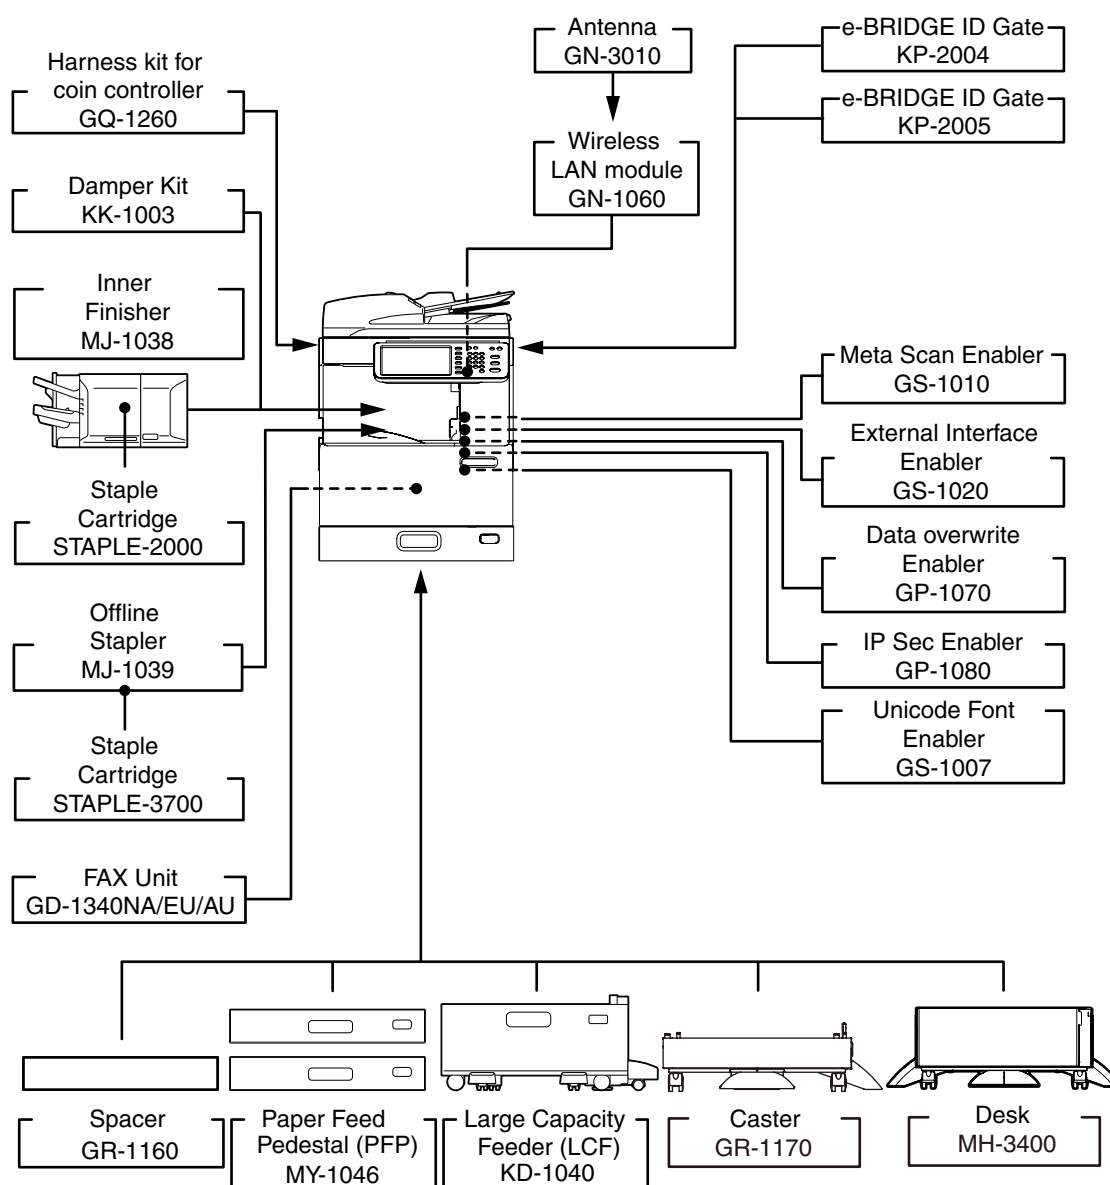 Antenna
GN-3010
e-BRIDGE ID Gate
KP-2004
Harness kit for
coin controller
GQ-1260
e-BRIDGE ID Gate
KP-2005
Wireless
LAN module
GN-1060
Damper Kit
KK-1003
Inner
Finisher
MJ-1038
Meta Scan Enabler
GS-1010
External Interface
Enabler
GS-1020
Staple
Cartridge
STAPLE-2000
Data overwrite
Enabler
GP-1070
Offline
Stapler
MJ-1039
IP Sec Enabler
GP-1080
Unicode Font
Enabler
GS-1007
Staple
Cartridge
STAPLE-3700
FAX Unit
GD-1340NA/EU/AU
Spacer
GR-1160
Paper Feed
Pedestal (PFP)
MY-1046
Large Capacity
Feeder (LCF)
KD-1040
Caster
GR-1170
Desk
MH-3400